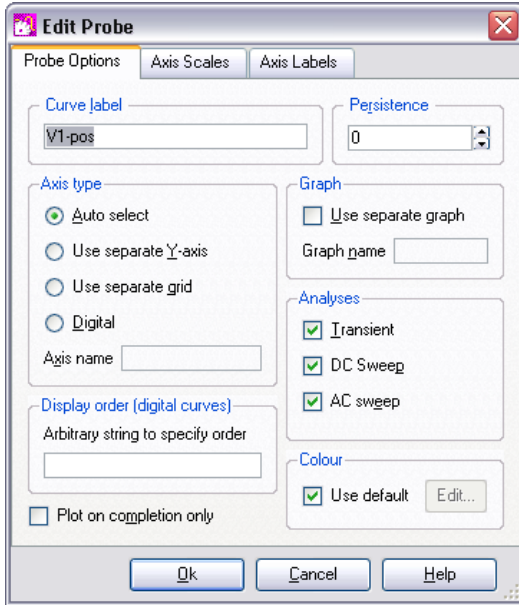 Edit Probe
Probe Options
Axis Scales
Axis Labels
Curve label
V1-pos
Persistence
0
Axis type
Auto select
Use separate Y-axis
Use separate grid
Digital
Axis name
Graph
Use separate graph
Graph name
Analyses
Transient
DC Sweep
AC sweep
Display order (digital curves)
Arbitrary string to specify order
Colour
Use default
Edit...
Plot on completion only
Ok
Cancel
Help